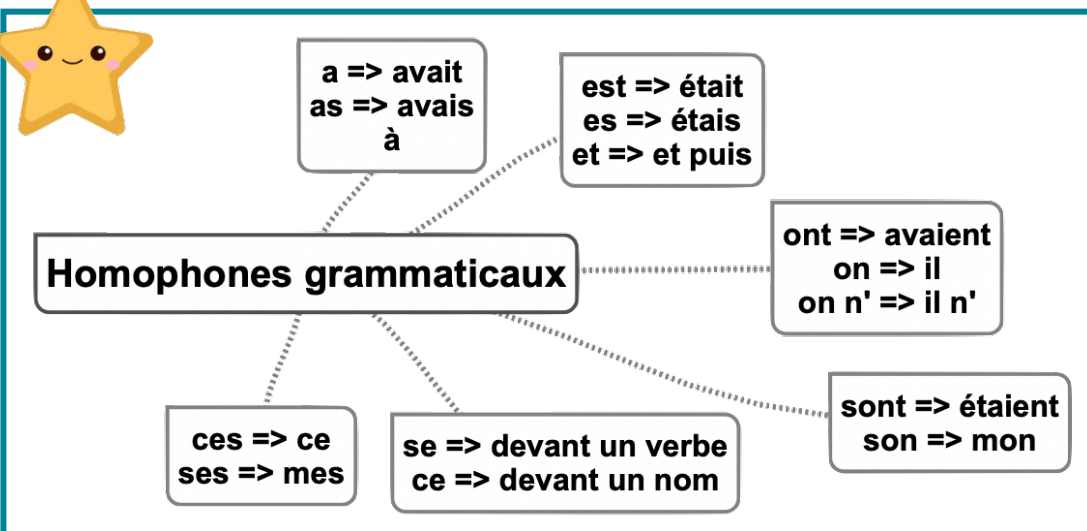 a => avait
as => avais
à
est => était
es => étais
et => et puis
ont => avaient
on => il
on n' => il n'
Homophones grammaticaux
sont => étaient
son => mon
ces => ce
ses => mes
se => devant un verbe
ce => devant un nom